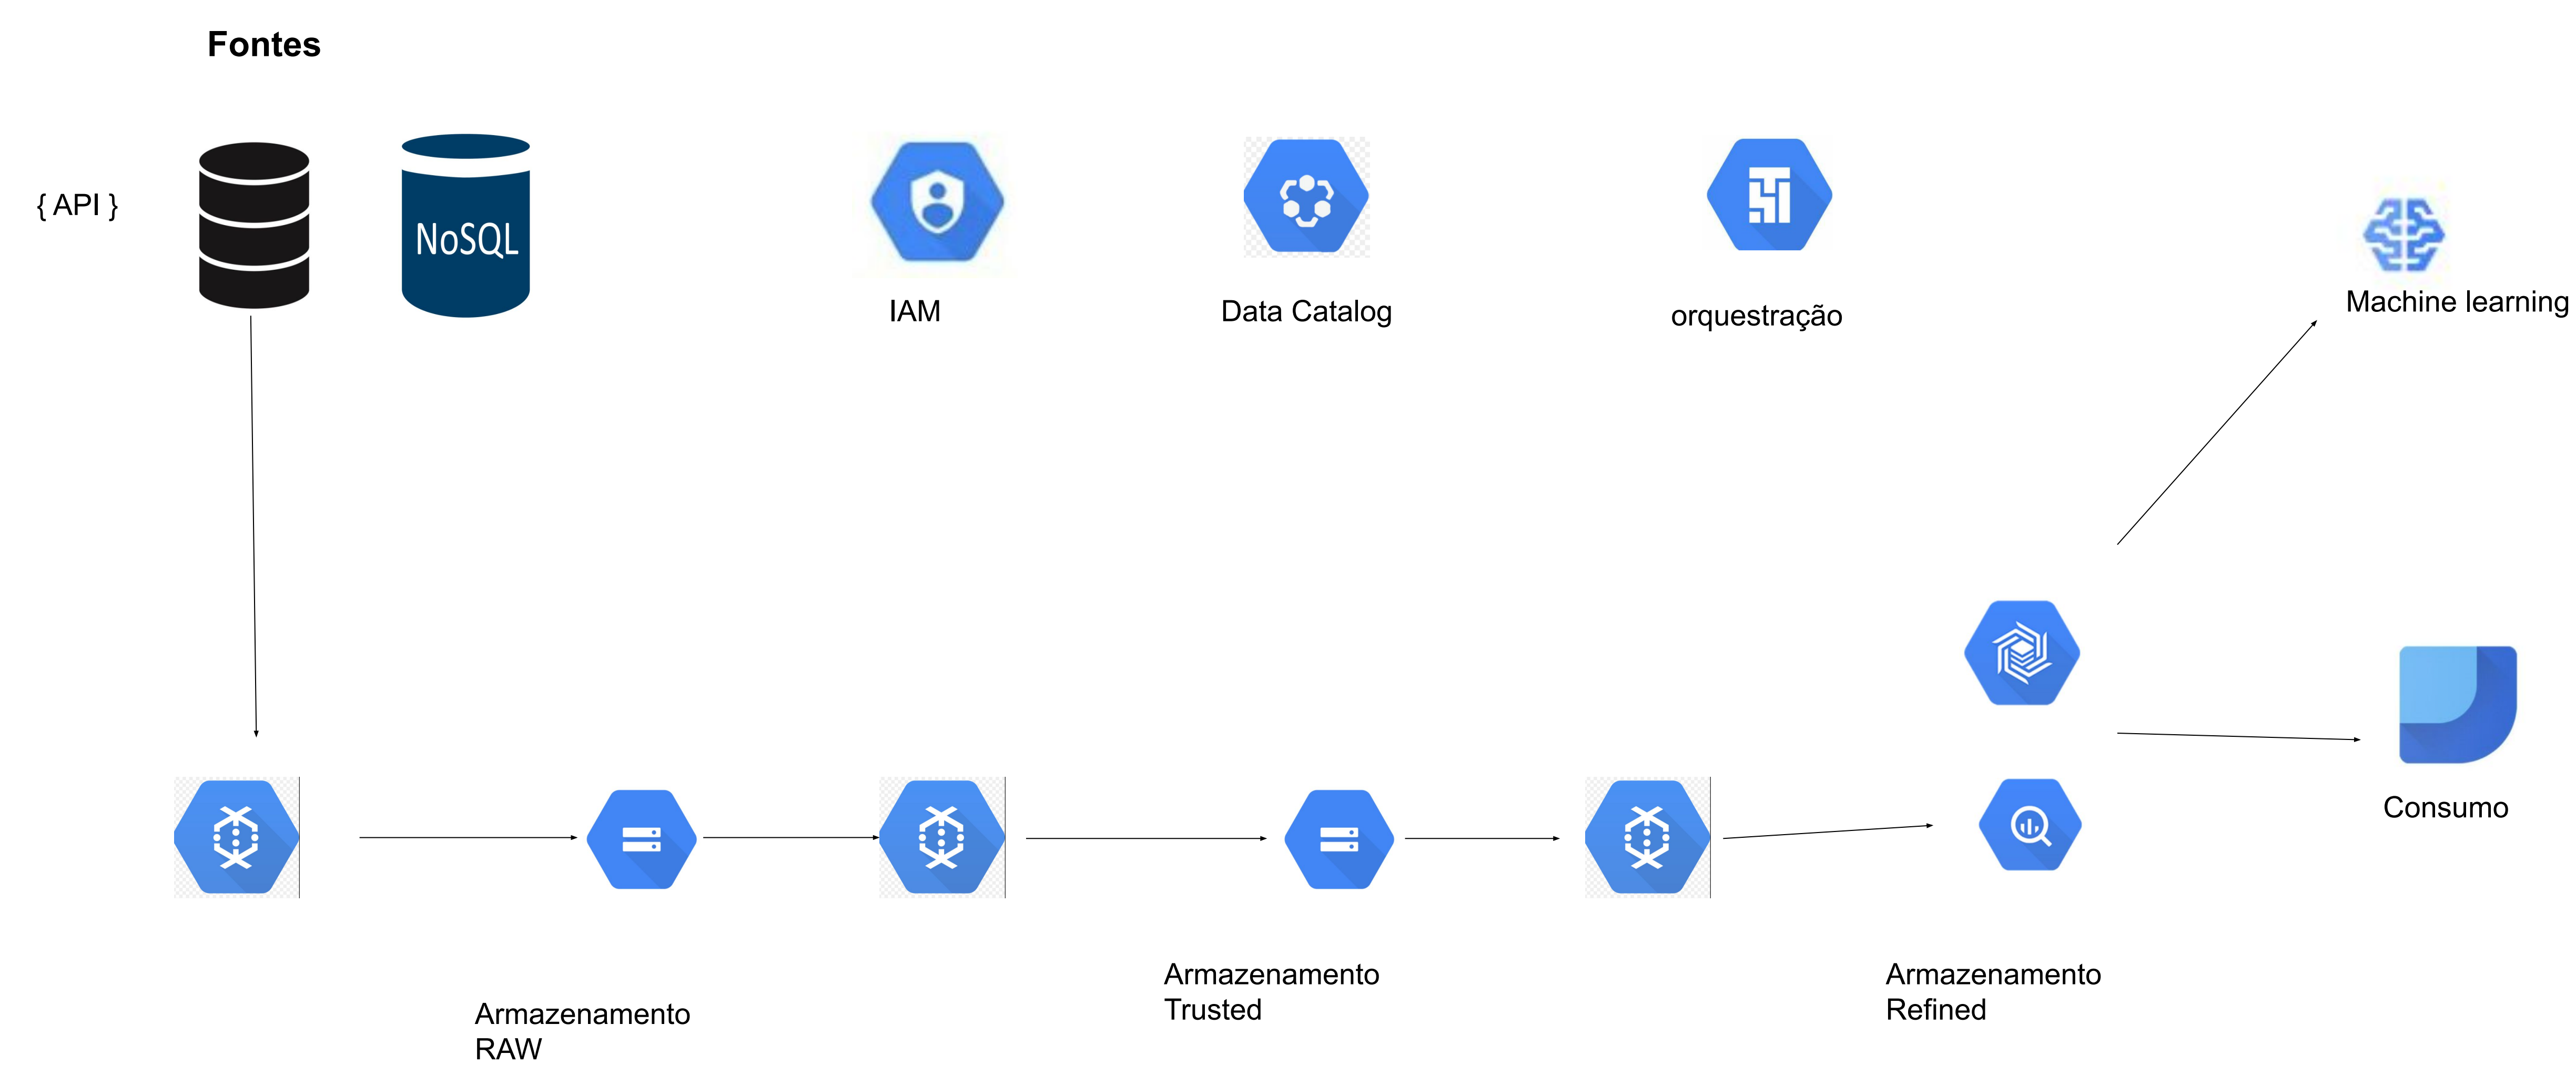 Fontes
{ API }
NoSQL
IAM
Data Catalog
orquestração
Machine learning
Consumo
Armazenamento
RAW
Armazenamento
Trusted
Armazenamento
Refined